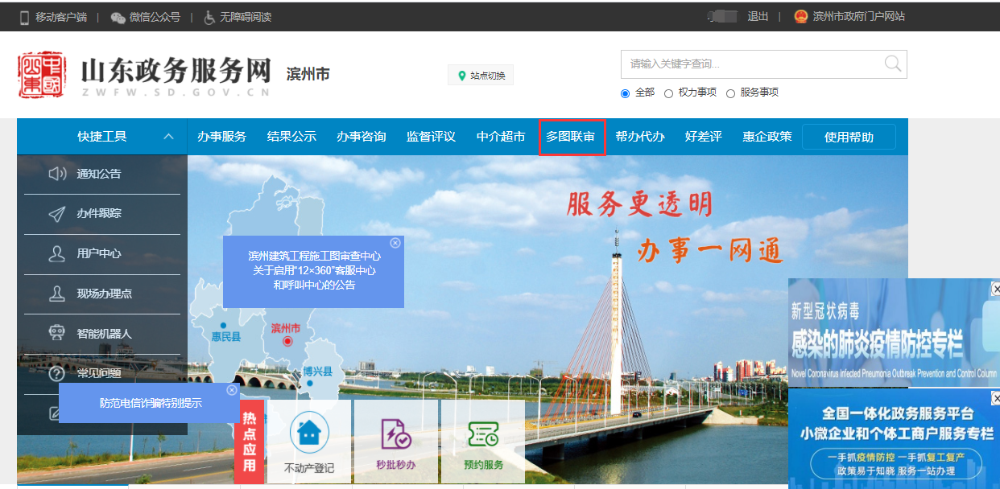 移动客户端 | 微信公众号 | 无障碍阅读
退出 | 滨州市政府门户网站
山东政务服务网 滨州市
ZWFW.SD.GOV.CN
站点切换
请输入关键字查询...
全部 权力事项 服务事项
快捷工具 办事服务 结果公示 办事咨询 监督评议 中介超市 多图联审 帮办代办 好差评 惠企政策 使用帮助
通知公告
办件跟踪
用户中心
现场办理点
智能机器人
常见问题
服务更透明
办事一网通
滨州建筑工程施工图审查中心
关于启用“12×360”客服中心
和呼叫中心的公告
惠民县
滨州市
博兴县
防范电信诈骗特别提示
热点应用
不动产登记
秒批秒办
预约服务
新型冠状病毒
感染的肺炎疫情防控专栏
Novel Coronavirus Infected Pneumonia Outbreak Prevention and Control Column
全国一体化政务服务平台
小微企业和个体工商户服务专栏
一手抓疫情防控 一手抓复工复产
政策易于知晓 服务一站办理